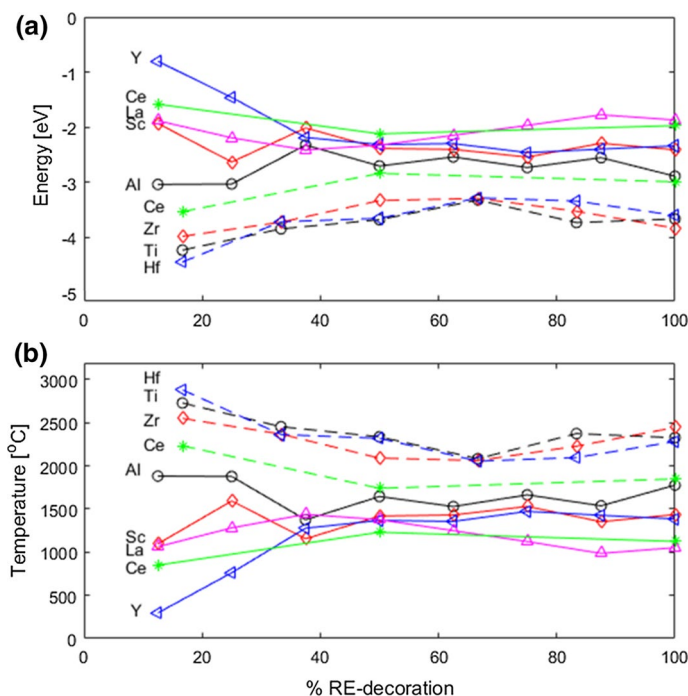 (a)
0
-1
-2
-3
-4
-5
Energy [eV]
Y
Ce
La
Sc
Al
Ce
Zr
Ti
Hf
0 20 40 60 80 100
(b)
3000
2500
2000
1500
1000
500
0
Temperature [°C]
Hf
Ti
Zr
Ce
Al
Sc
La
Ce
Y
0 20 40 60 80 100
% RE-decoration